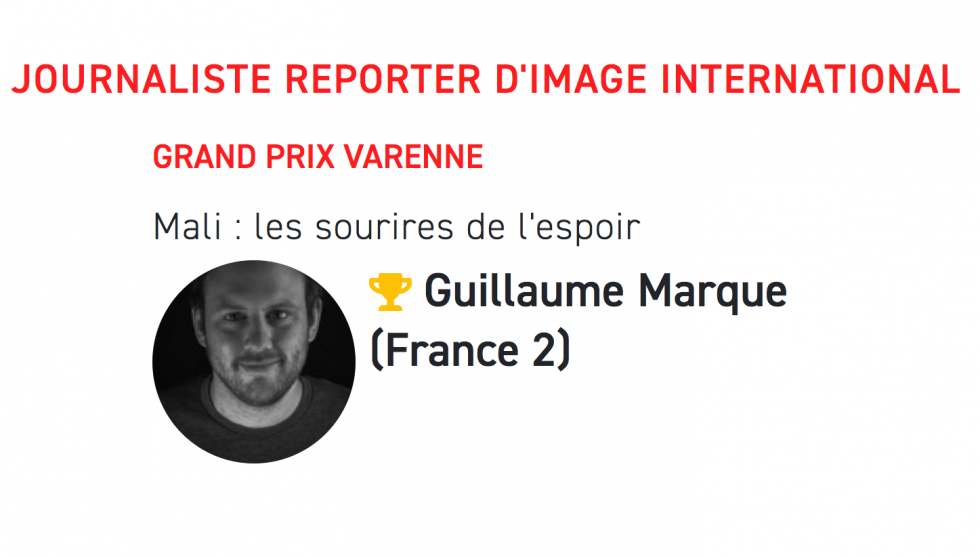 JOURNALISTE REPORTER D'IMAGE INTERNATIONAL
GRAND PRIX VARENNE
Mali : les sourires de l'espoir
Guillaume Marque
(France 2)